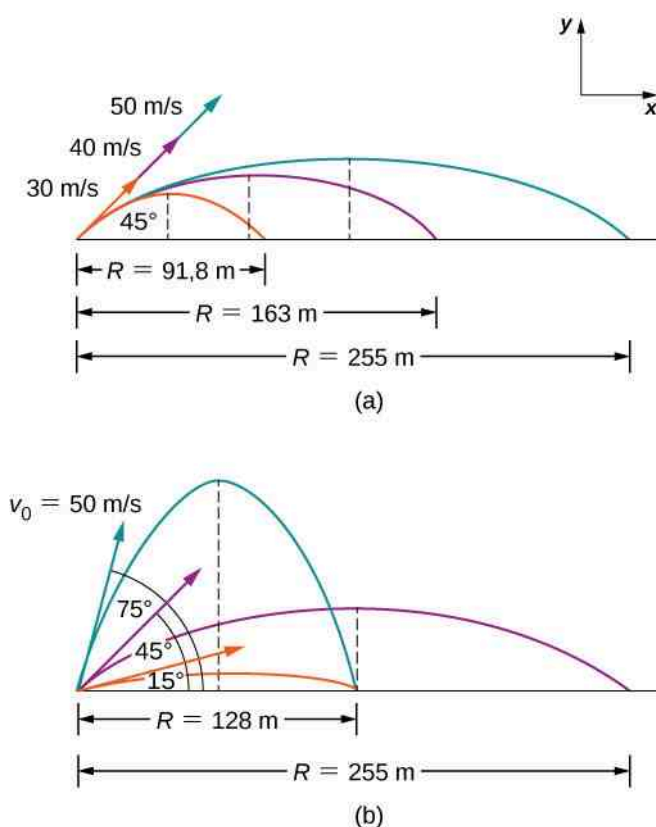 y
x
50 m/s
40 m/s
30 m/s
45°
R = 91,8 m
R = 163 m
R = 255 m
(a)
v₀ = 50 m/s
75°
45°
15°
R = 128 m
R = 255 m
(b)